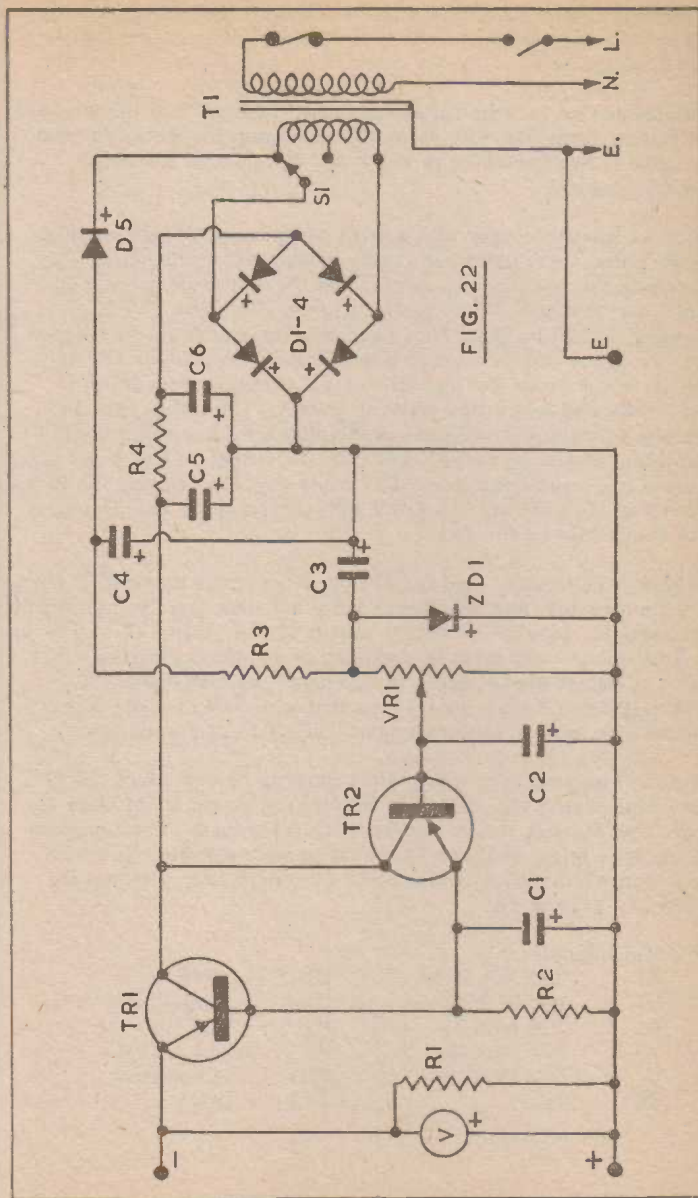 T1
L.
N.
E.
D5
+
S1
D1-4
+
+
+
+
FIG. 22
E
R4
C5
+
C6
+
C4
+
C3
+
R3
VR1
ZD1
+
TR2
C2
+
TR1
C1
+
R2
R1
V
+
−
+